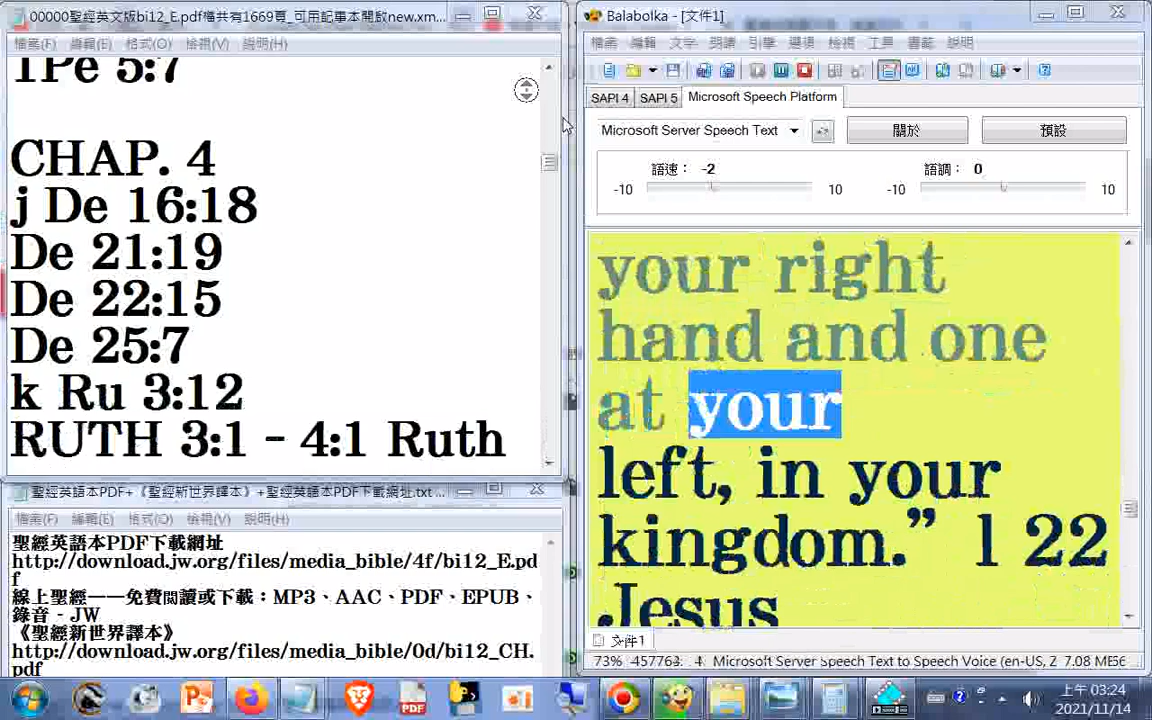 00000聖經英文版bi12_E.pdf檔共有1669頁_可用記事本開啟new.xm...
檔案(F) 編輯(E) 格式(O) 檢視(V) 說明(H)
1Pe 5:7
CHAP. 4
j De 16:18
De 21:19
De 22:15
De 25:7
k Ru 3:12
RUTH 3:1 - 4:1 Ruth
聖經英語本PDF+《聖經新世界譯本》+聖經英語本PDF下載網址.txt ...
檔案(F) 編輯(E) 格式(O) 檢視(V) 說明(H)
聖經英語本PDF下載網址
http://download.jw.org/files/media_bible/4f/bi12_E.pd
f
線上聖經——免費閱讀或下載：MP3、AAC、PDF、EPUB、
錄音 - JW
《聖經新世界譯本》
http://download.jw.org/files/media_bible/0d/bi12_CH.
pdf
Balabolka - [文件1]
檔案 編輯 文字 朗讀 引擎 選項 檢視 工具 書籤 說明
SAPI 4 SAPI 5 Microsoft Speech Platform
Microsoft Server Speech Text 關於 預設
語速： -2 語調： 0
-10 10 -10 10
your right
hand and one
at your
left, in your
kingdom.” l 22
Jesus
文件1
73% 457764. 4. Microsoft Server Speech Text to Speech Voice (en-US, Z 7.08 ME56
上午 03:24
2021/11/14